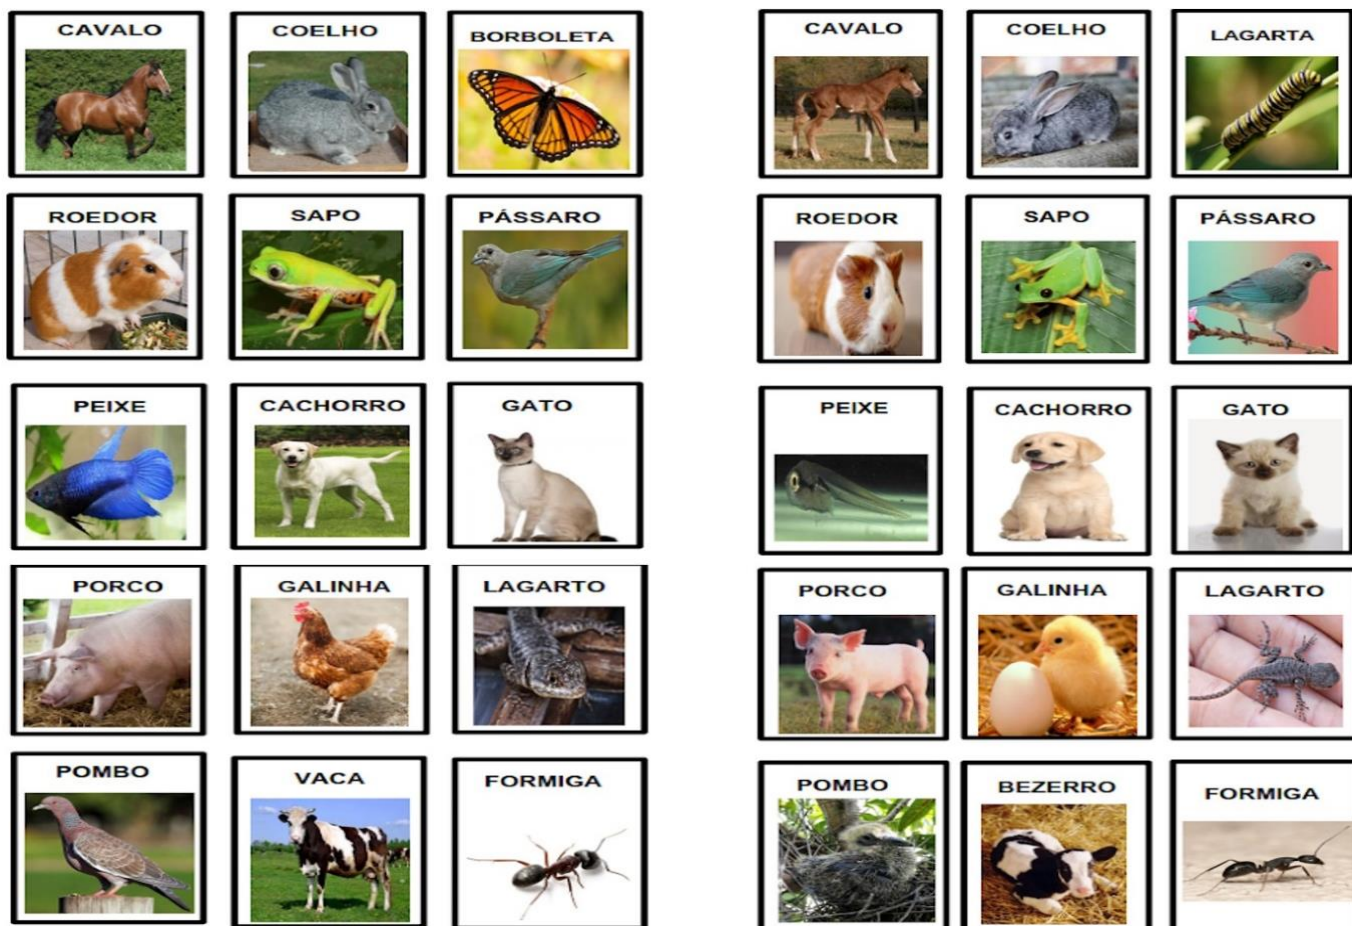 CAVALO
COELHO
BORBOLETA
ROEDOR
SAPO
PÁSSARO
PEIXE
CACHORRO
GATO
PORCO
GALINHA
LAGARTO
POMBO
VACA
FORMIGA
CAVALO
COELHO
LAGARTA
ROEDOR
SAPO
PÁSSARO
PEIXE
CACHORRO
GATO
PORCO
GALINHA
LAGARTO
POMBO
BEZERRO
FORMIGA